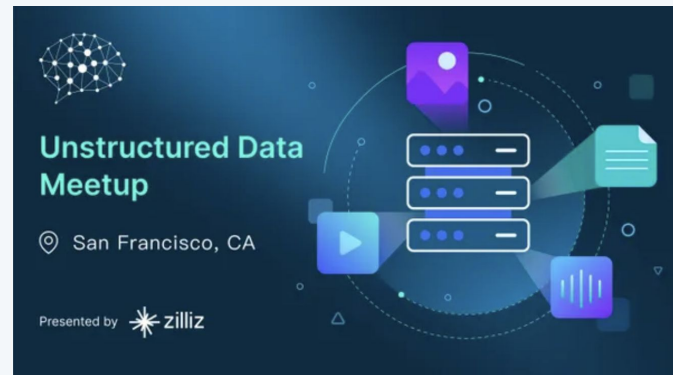 Unstructured Data
Meetup
San Francisco, CA
Presented by zilliz